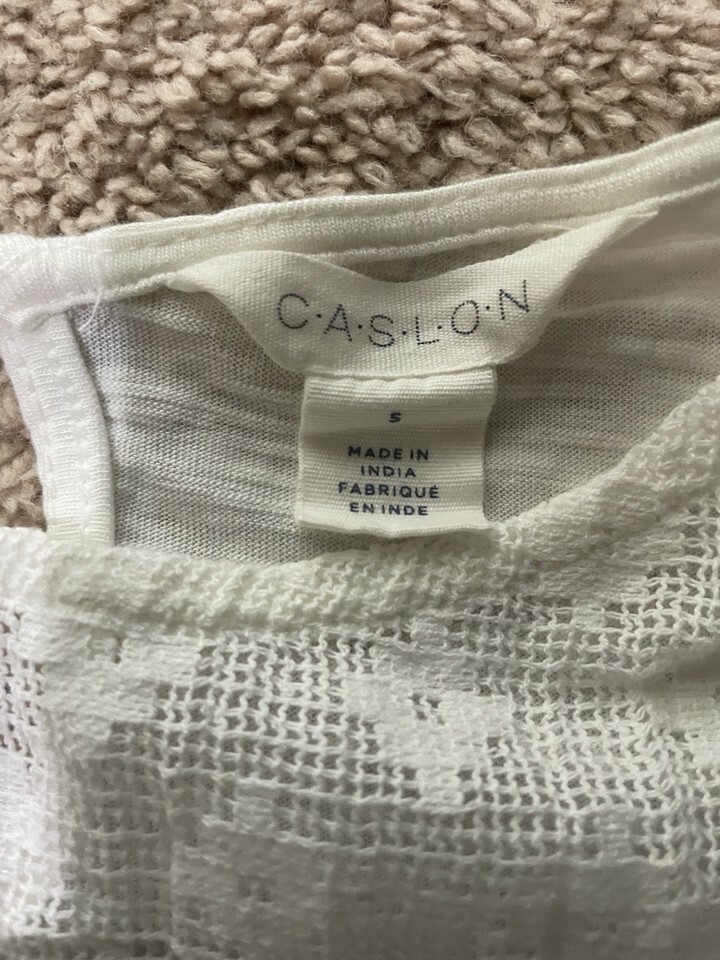 C·A·S·L·O·N
S
MADE IN
INDIA
FABRIQUÉ
EN INDE